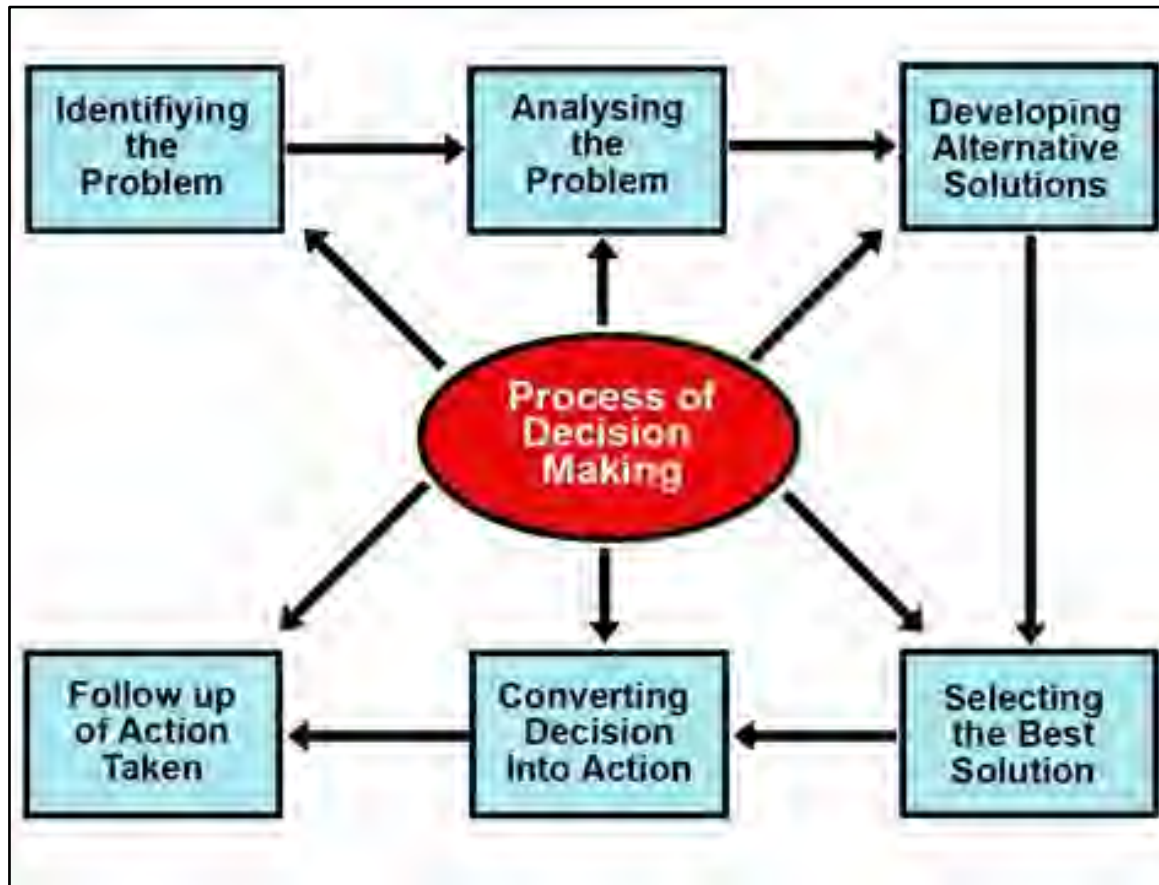 Identifiying
the
Problem
Analysing
the
Problem
Developing
Alternative
Solutions
Process of
Decision
Making
Follow up
of Action
Taken
Converting
Decision
Into Action
Selecting
the Best
Solution